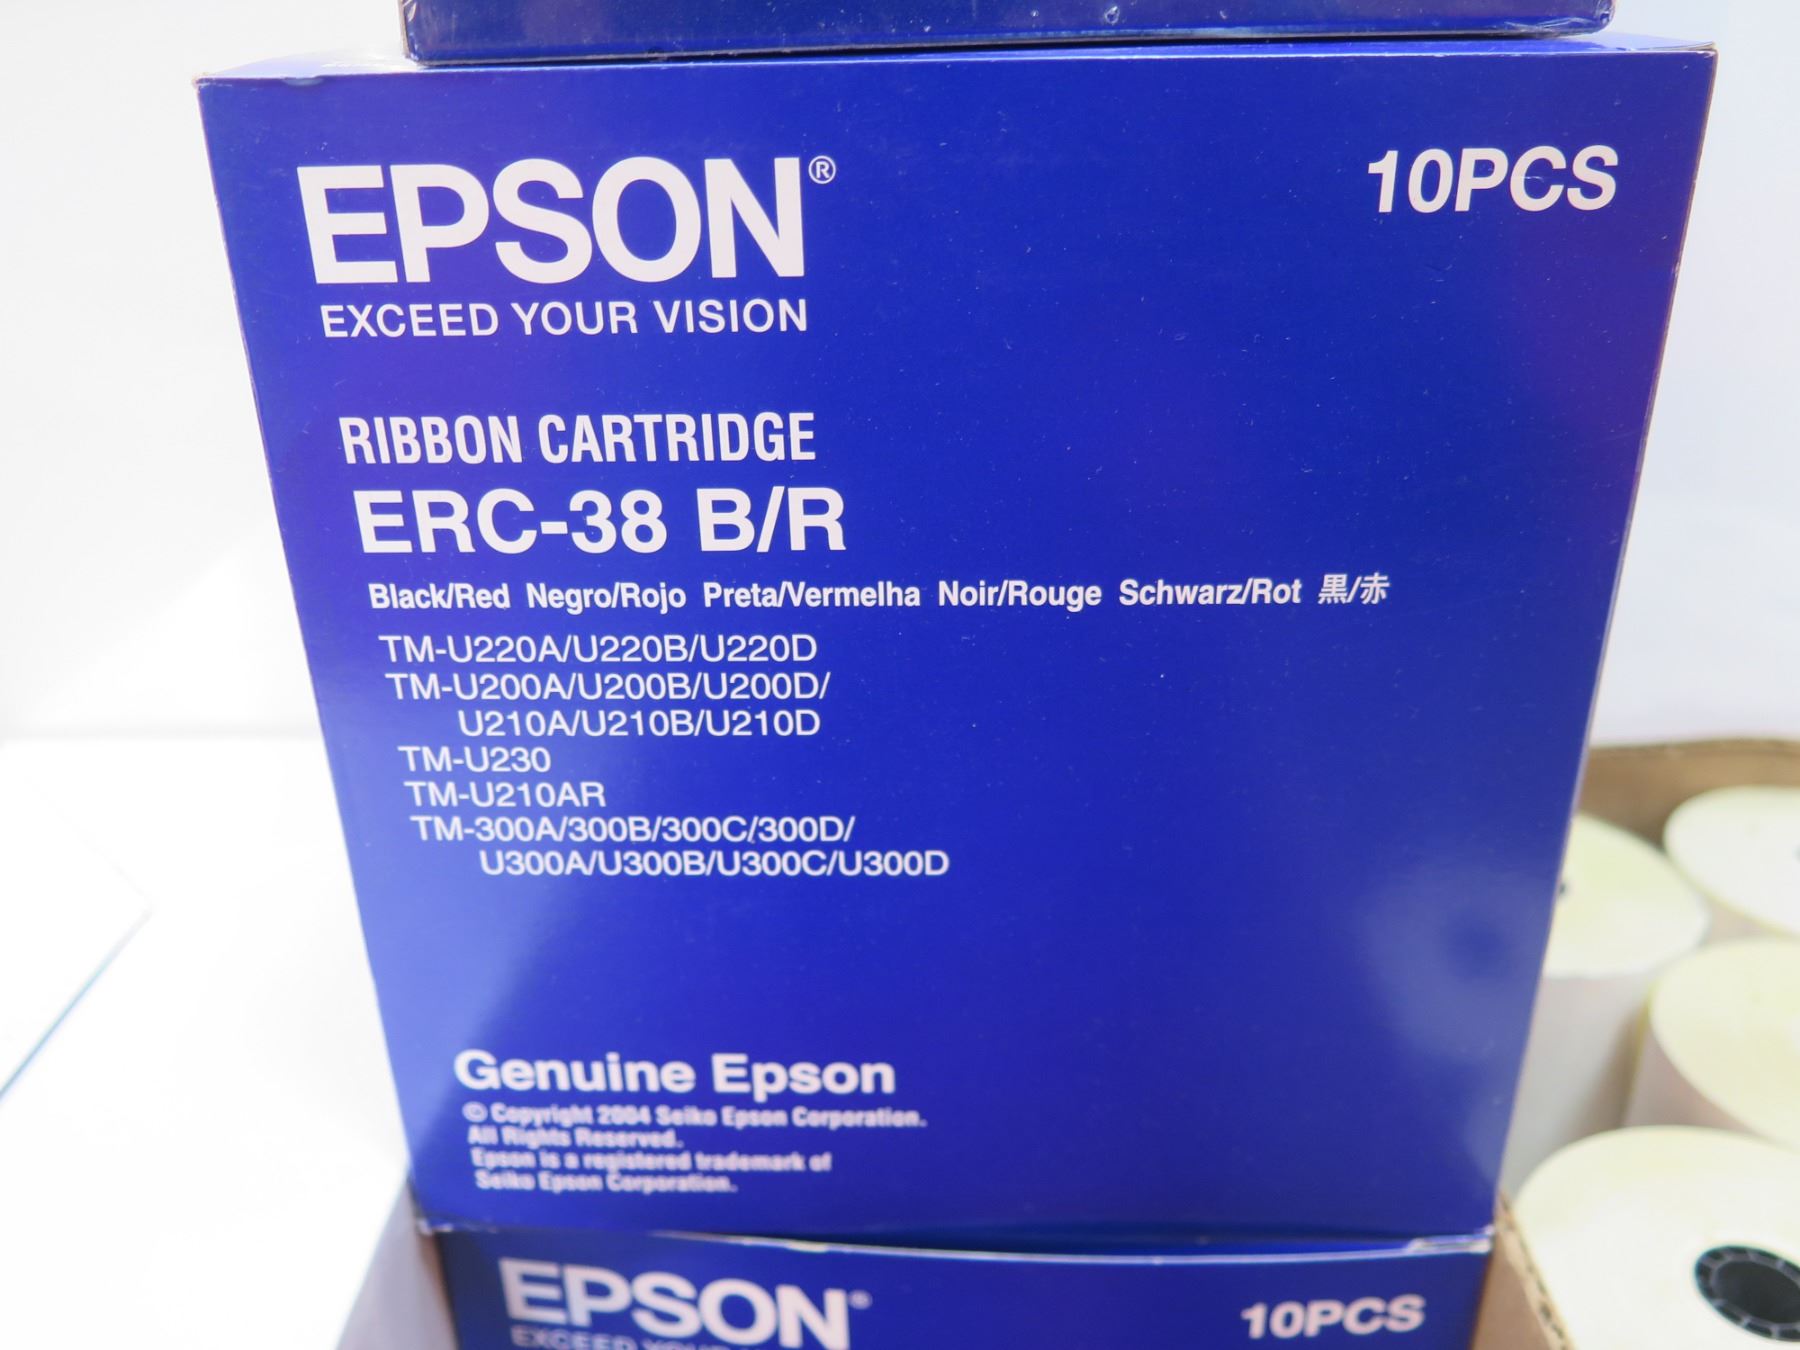 EPSON®
10PCS
EXCEED YOUR VISION
RIBBON CARTRIDGE
ERC-38 B/R
Black/Red Negro/Rojo Preta/Vermelha Noir/Rouge Schwarz/Rot 黒/赤
TM-U220A/U220B/U220D
TM-U200A/U200B/U200D/
U210A/U210B/U210D
TM-U230
TM-U210AR
TM-300A/300B/300C/300D/
U300A/U300B/U300C/U300D
Genuine Epson
© Copyright 2004 Seiko Epson Corporation.
All Rights Reserved.
Epson is a registered trademark of
Seiko Epson Corporation.
EPSON®
10PCS
EXCEED YOUR